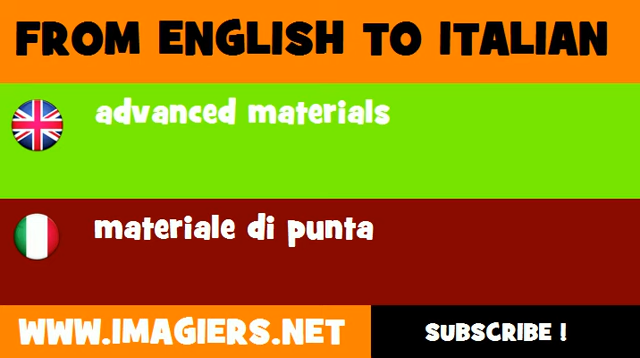 FROM ENGLISH TO ITALIAN
advanced materials
materiale di punta
WWW.IMAGIERS.NET
SUBSCRIBE !